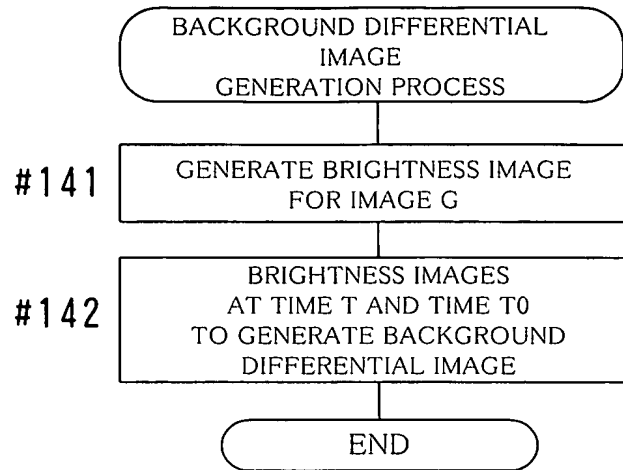 BACKGROUND DIFFERENTIAL
IMAGE
GENERATION PROCESS
#141
GENERATE BRIGHTNESS IMAGE
FOR IMAGE G
#142
BRIGHTNESS IMAGES
AT TIME T AND TIME T0
TO GENERATE BACKGROUND
DIFFERENTIAL IMAGE
END